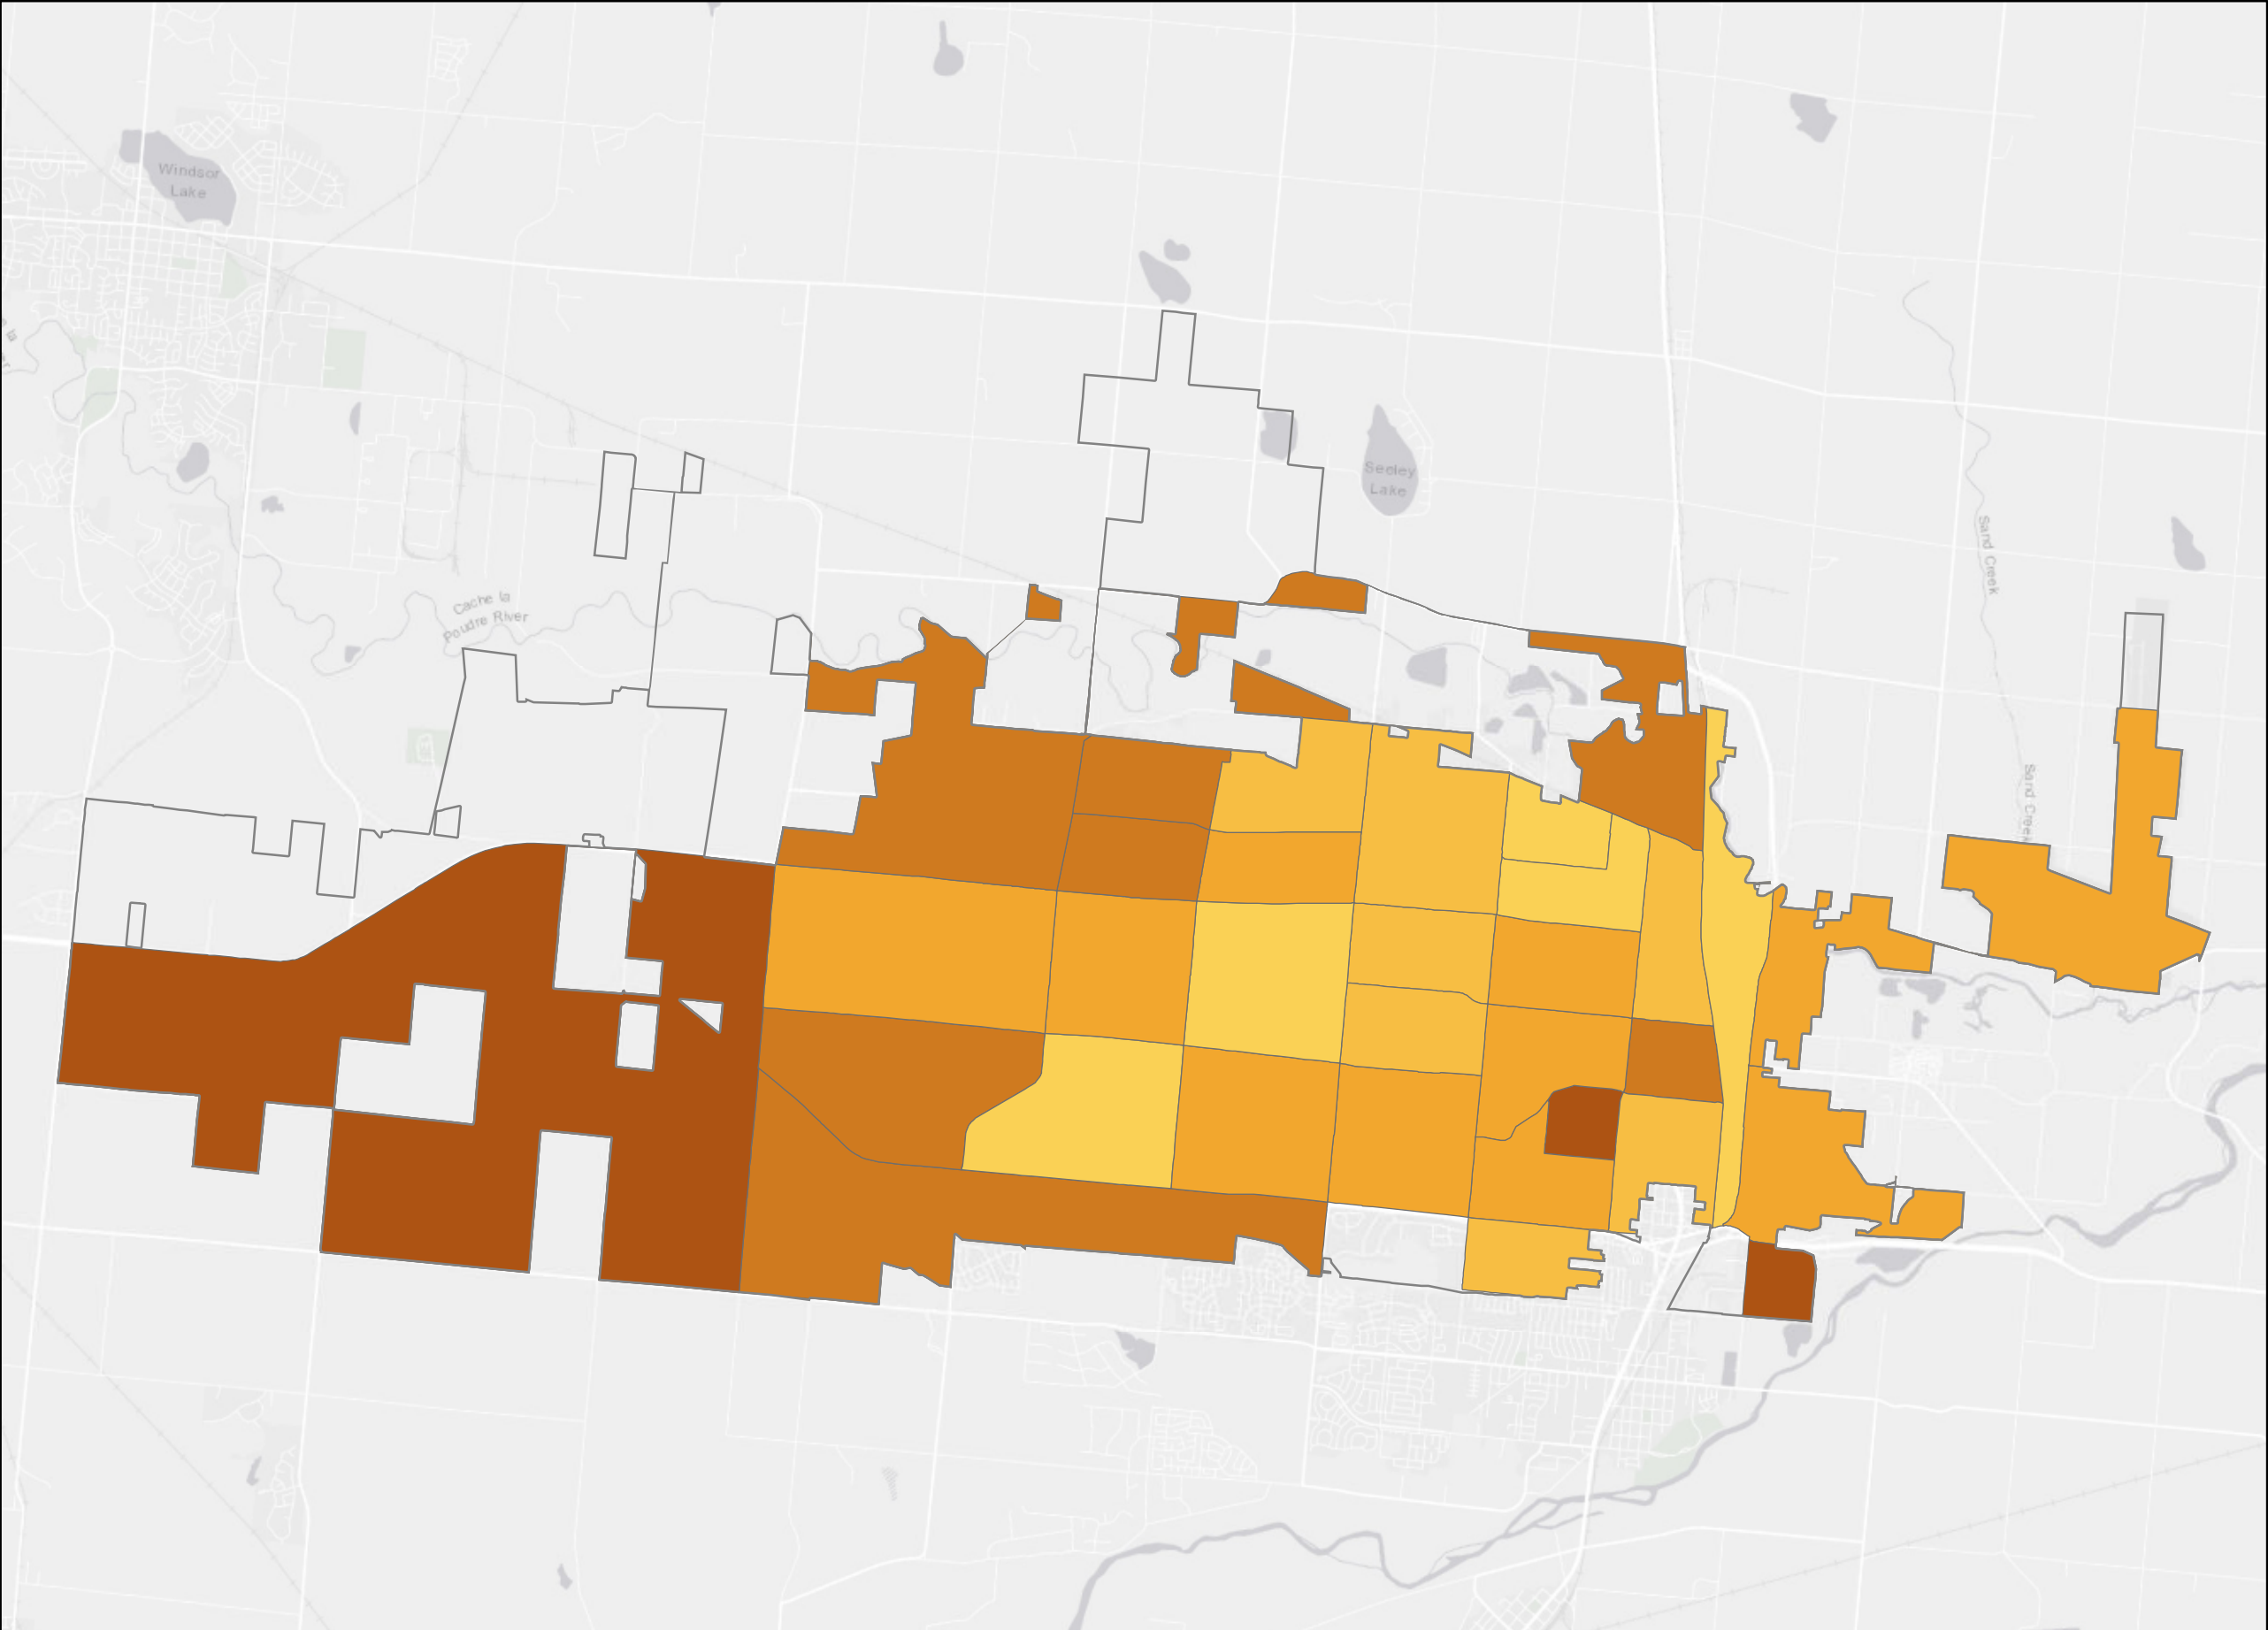 Windsor
Lake
Seeley
Lake
Sand Creek
Cache la
Poudre River
Sand Creek